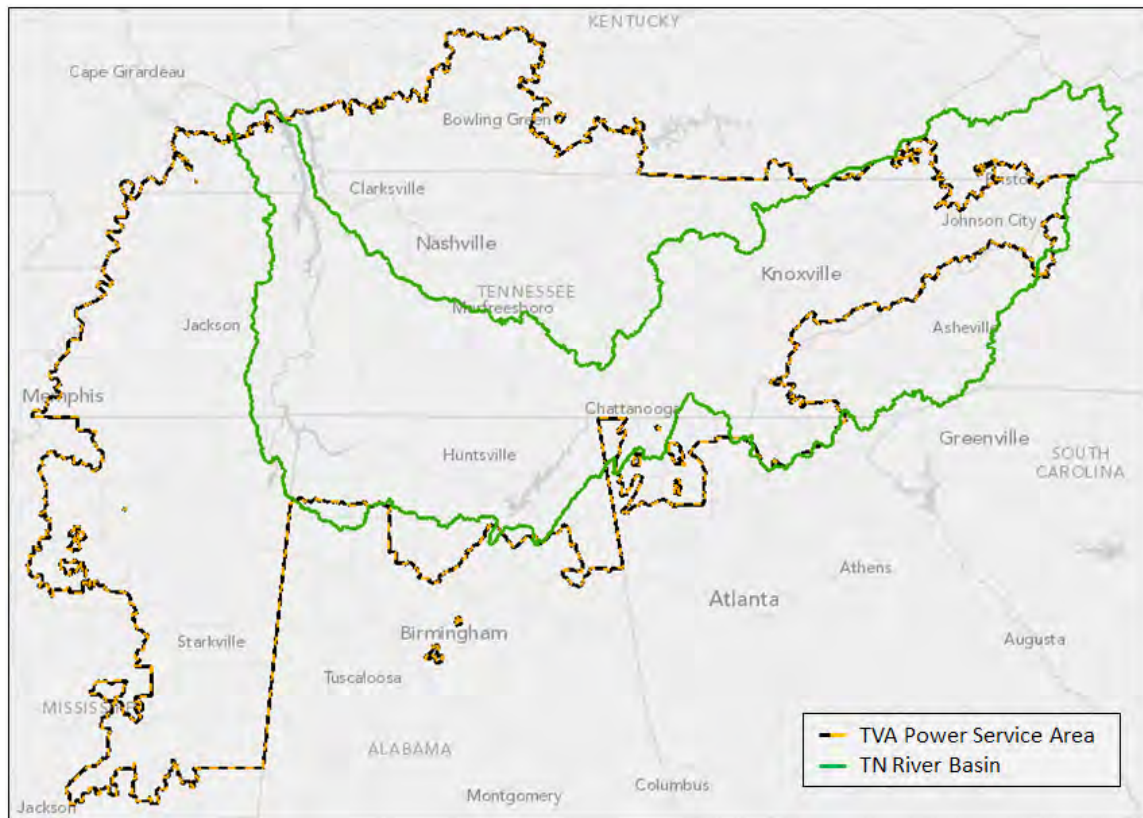 KENTUCKY
Cape Girardeau
Bowling Green
Clarksville
Bristol
Johnson City
Nashville
Knoxville
TENNESSEE
Murfreesboro
Jackson
Asheville
Memphis
Chattanooga
Greenville
Huntsville
SOUTH
CAROLINA
Athens
Atlanta
Birmingham
Starkville
Augusta
Tuscaloosa
MISSISSIPPI
TVA Power Service Area
ALABAMA
TN River Basin
Columbus
Montgomery
Jackson